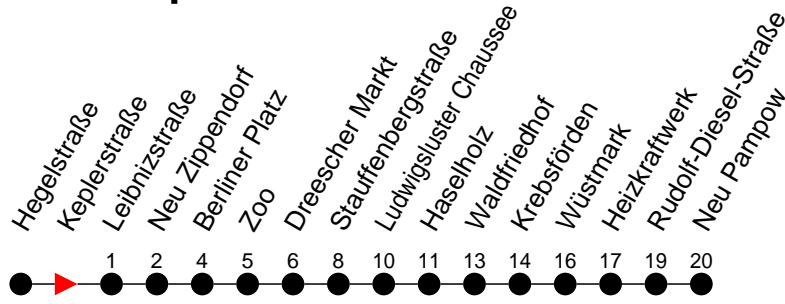 Hegelstraße
Keplerstraße
Leibnizstraße
Neu Zippendorf
Berliner Platz
Zoo
Dreescher Markt
Stauffenbergstraße
Ludwigsluster Chaussee
Haselholz
Waldfriedhof
Krebsförden
Wüstmark
Heizkraftwerk
Rudolf-Diesel-Straße
Neu Pampow
1 2 4 5 6 8 10 11 13 14 16 17 19 20